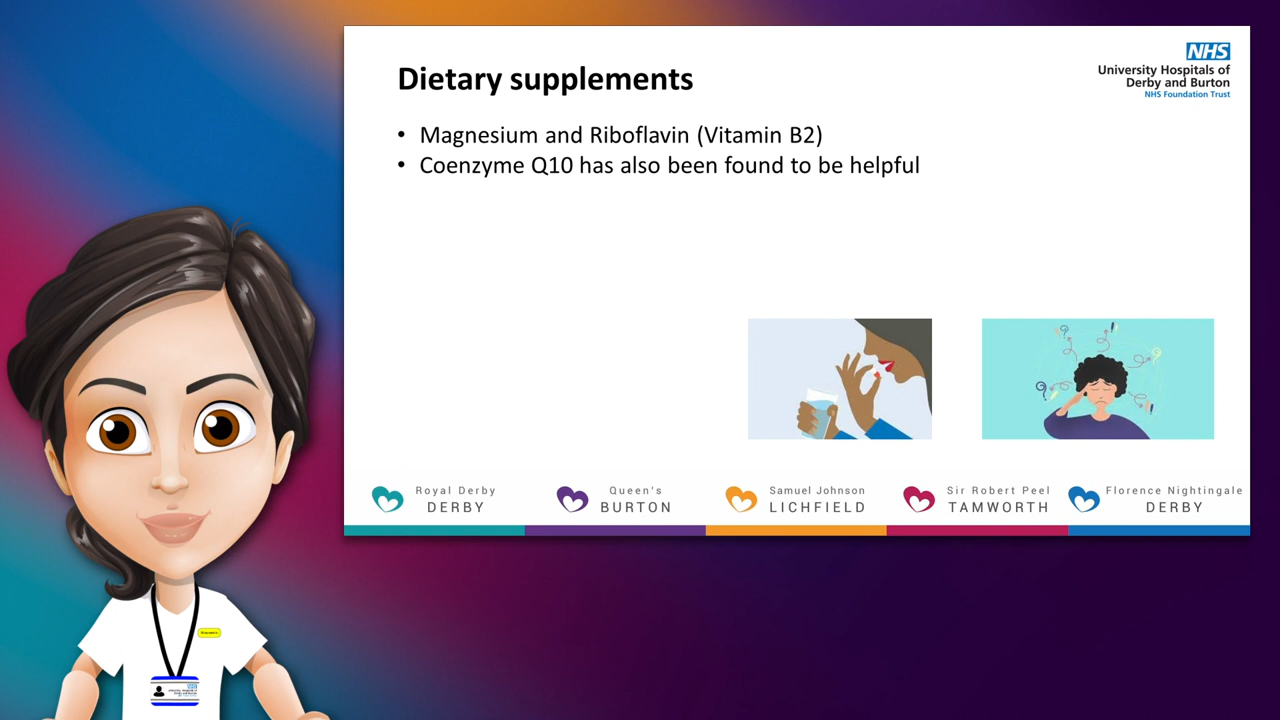 Dietary supplements
NHS
University Hospitals of
Derby and Burton
NHS Foundation Trust
• Magnesium and Riboflavin (Vitamin B2)
• Coenzyme Q10 has also been found to be helpful
Royal Derby
DERBY
Queen's
BURTON
Samuel Johnson
LICHFIELD
Sir Robert Peel
TAMWORTH
Florence Nightingale
DERBY